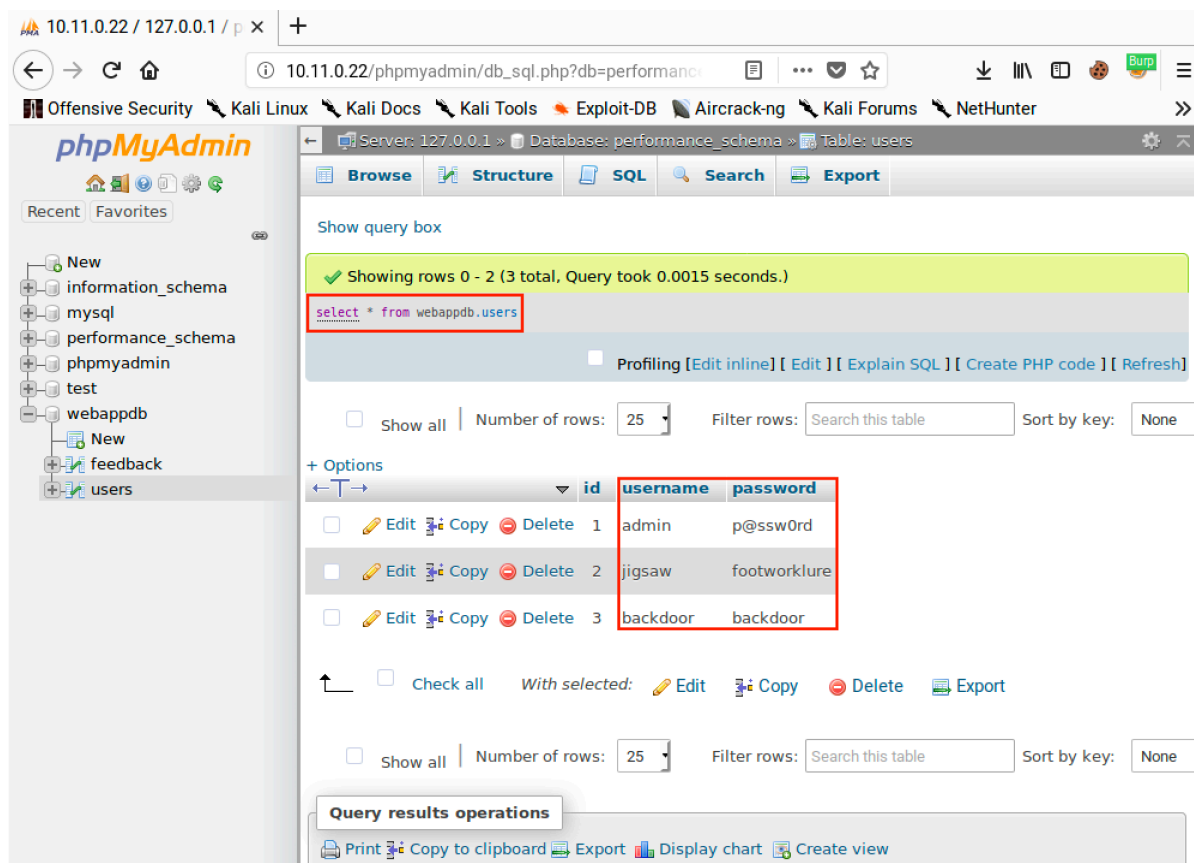 10.11.0.22 / 127.0.0.1 / p
10.11.0.22/phpmyadmin/db_sql.php?db=performanc
Burp
Offensive Security Kali Linux Kali Docs Kali Tools Exploit-DB Aircrack-ng Kali Forums NetHunter
phpMyAdmin
Recent Favorites
New
information_schema
mysql
performance_schema
phpmyadmin
test
webappdb
New
feedback
users
Server: 127.0.0.1 » Database: performance_schema » Table: users
Browse Structure SQL Search Export
Show query box
Showing rows 0 - 2 (3 total, Query took 0.0015 seconds.)
select * from webappdb.users
Profiling [Edit inline] [ Edit ] [ Explain SQL ] [ Create PHP code ] [ Refresh]
Show all | Number of rows: 25 Filter rows: Search this table Sort by key: None
+ Options
←T→ id username password
Edit Copy Delete 1 admin p@ssw0rd
Edit Copy Delete 2 jigsaw footworklure
Edit Copy Delete 3 backdoor backdoor
Check all With selected: Edit Copy Delete Export
Show all | Number of rows: 25 Filter rows: Search this table Sort by key: None
Query results operations
Print Copy to clipboard Export Display chart Create view